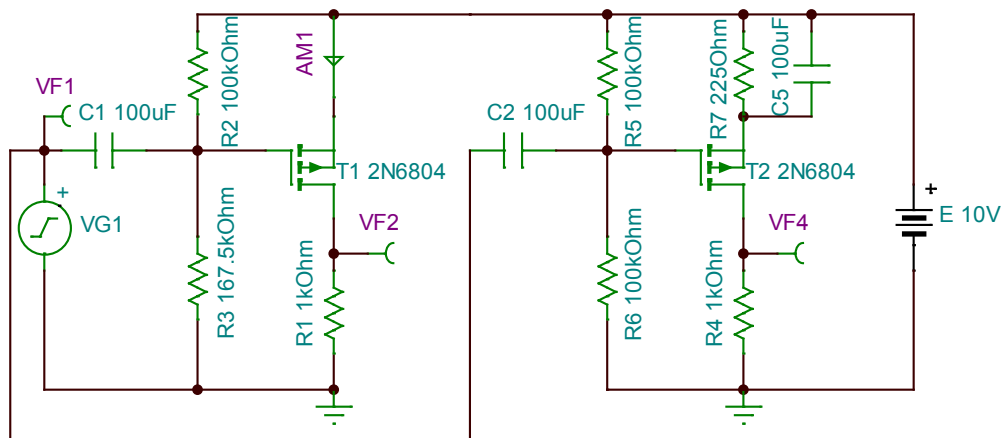 VF1
C1 100uF
+
VG1
R2 100kOhm
R3 167.5kOhm
AM1
T1 2N6804
VF2
R1 1kOhm
C2 100uF
R5 100kOhm
R6 100kOhm
R7 225Ohm
C5 100uF
T2 2N6804
VF4
R4 1kOhm
+
E 10V